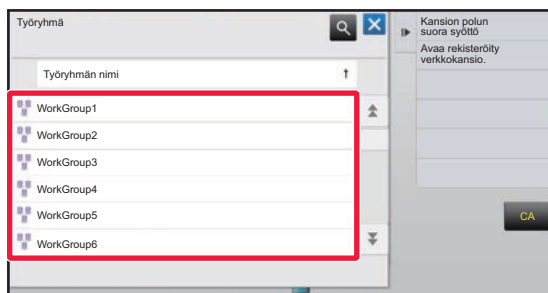 Työryhmä
Työryhmän nimi
WorkGroup1
WorkGroup2
WorkGroup3
WorkGroup4
WorkGroup5
WorkGroup6
Kansion polun
suora syöttö
Avaa rekisteröity
verkkokansio.
CA